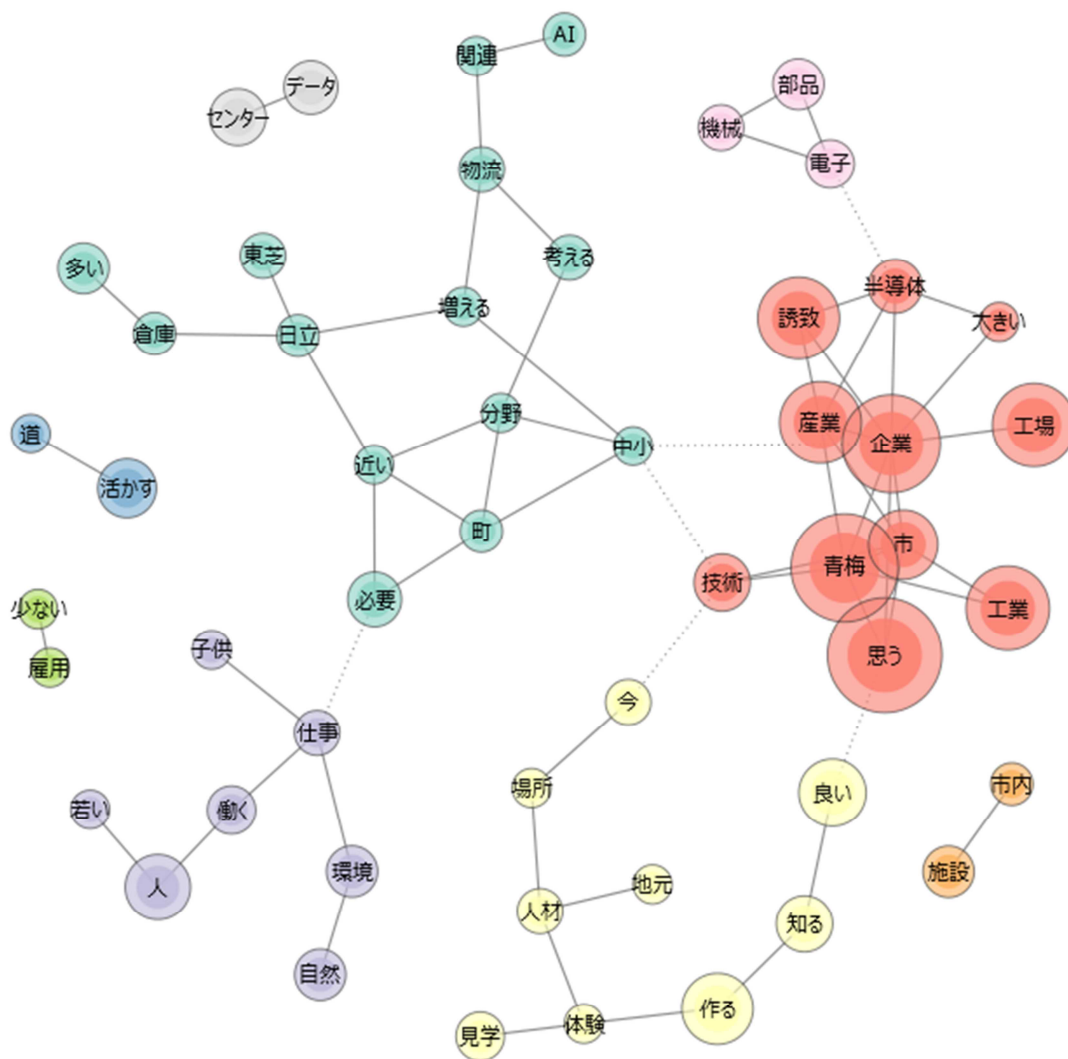 AI
関連
データ
センター
部品
機械
電子
物流
東芝
考える
多い
半導体
増える
誘致
大きい
倉庫
日立
分野
産業
工場
道
企業
中小
近い
活かす
町
市
青梅
技術
必要
少ない
工業
子供
思う
雇用
今
仕事
場所
市内
良い
若い
働く
環境
施設
人
地元
人材
知る
自然
作る
体験
見学